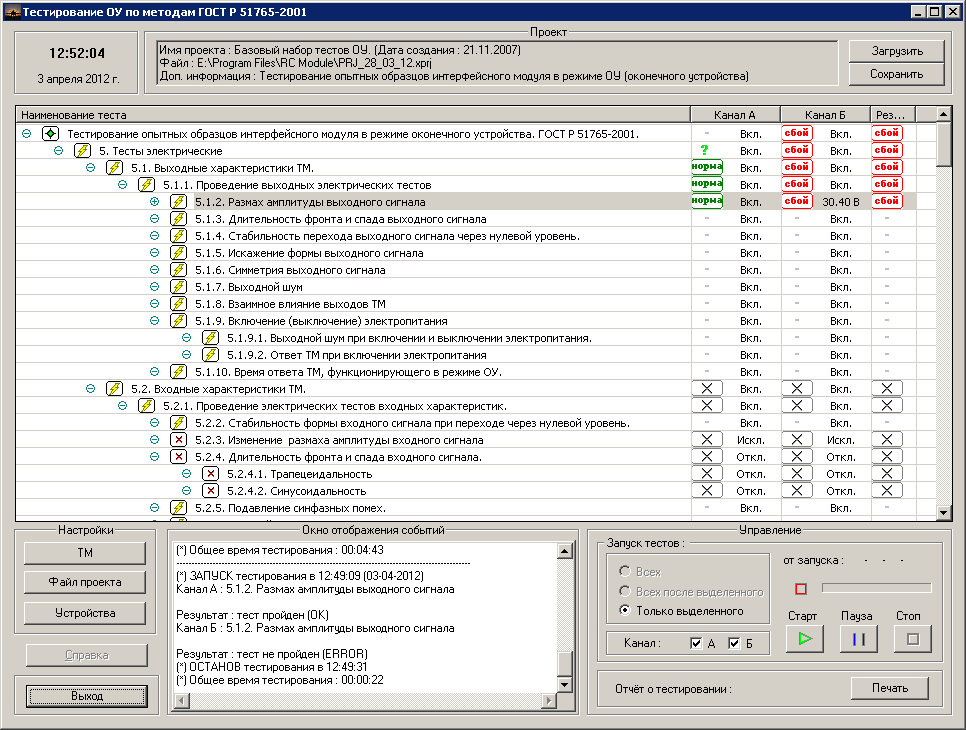 Тестирование ОУ по методам ГОСТ Р 51765-2001
12:52:04
3 апреля 2012 г.
Проект
Имя проекта : Базовый набор тестов ОУ. (Дата создания : 21.11.2007)
Файл : E:\Program Files\RC Module\PRJ_28_03_12.xprj
Доп. информация : Тестирование опытных образцов интерфейсного модуля в режиме ОУ (оконечного устройства)
Загрузить
Сохранить
Наименование теста Канал А Канал Б Рез...
Тестирование опытных образцов интерфейсного модуля в режиме оконечного устройства. ГОСТ Р 51765-2001. - Вкл. сбой Вкл. сбой
5. Тесты электрические ? Вкл. сбой Вкл. сбой
5.1. Выходные характеристики ТМ. норма Вкл. сбой Вкл. сбой
5.1.1. Проведение выходных электрических тестов норма Вкл. сбой Вкл. сбой
5.1.2. Размах амплитуды выходного сигнала норма Вкл. сбой 30.40 В сбой
5.1.3. Длительность фронта и спада выходного сигнала - Вкл. - Вкл. -
5.1.4. Стабильность перехода выходного сигнала через нулевой уровень. - Вкл. - Вкл. -
5.1.5. Искажение формы выходного сигнала - Вкл. - Вкл. -
5.1.6. Симметрия выходного сигнала - Вкл. - Вкл. -
5.1.7. Выходной шум - Вкл. - Вкл. -
5.1.8. Взаимное влияние выходов ТМ - Вкл. - Вкл. -
5.1.9. Включение (выключение) электропитания - Вкл. - Вкл. -
5.1.9.1. Выходной шум при включении и выключении электропитания. - Вкл. - Вкл. -
5.1.9.2. Ответ ТМ при включении электропитания - Вкл. - Вкл. -
5.1.10. Время ответа ТМ, функционирующего в режиме ОУ. - Вкл. - Вкл. -
5.2. Входные характеристики ТМ. Вкл. Вкл.
5.2.1. Проведение электрических тестов входных характеристик. Вкл. Вкл.
5.2.2. Стабильность формы входного сигнала при переходе через нулевой уровень. - Вкл. - Вкл. -
5.2.3. Изменение размаха амплитуды входного сигнала Искл. Искл.
5.2.4. Длительность фронта и спада входного сигнала. Откл. Откл.
5.2.4.1. Трапецеидальность Откл. Откл.
5.2.4.2. Синусоидальность Откл. Откл.
5.2.5. Подавление синфазных помех. - Вкл. - Вкл. -
Настройки
ТМ
Файл проекта
Устройства
Справка
Выход
Окно отображения событий
(*) Общее время тестирования : 00:04:43
--------------------------------------------------------------------------------
(*) ЗАПУСК тестирования в 12:49:09 (03-04-2012)
Канал А : 5.1.2. Размах амплитуды выходного сигнала
Результат : тест пройден (OK)
Канал Б : 5.1.2. Размах амплитуды выходного сигнала
Результат : тест не пройден (ERROR)
(*) ОСТАНОВ тестирования в 12:49:31
(*) Общее время тестирования : 00:00:22
Управление
Запуск тестов :
Всех
Всех после выделенного
Только выделенного
Канал : А Б
от запуска : - - -
Старт Пауза Стоп
Отчёт о тестировании :
Печать